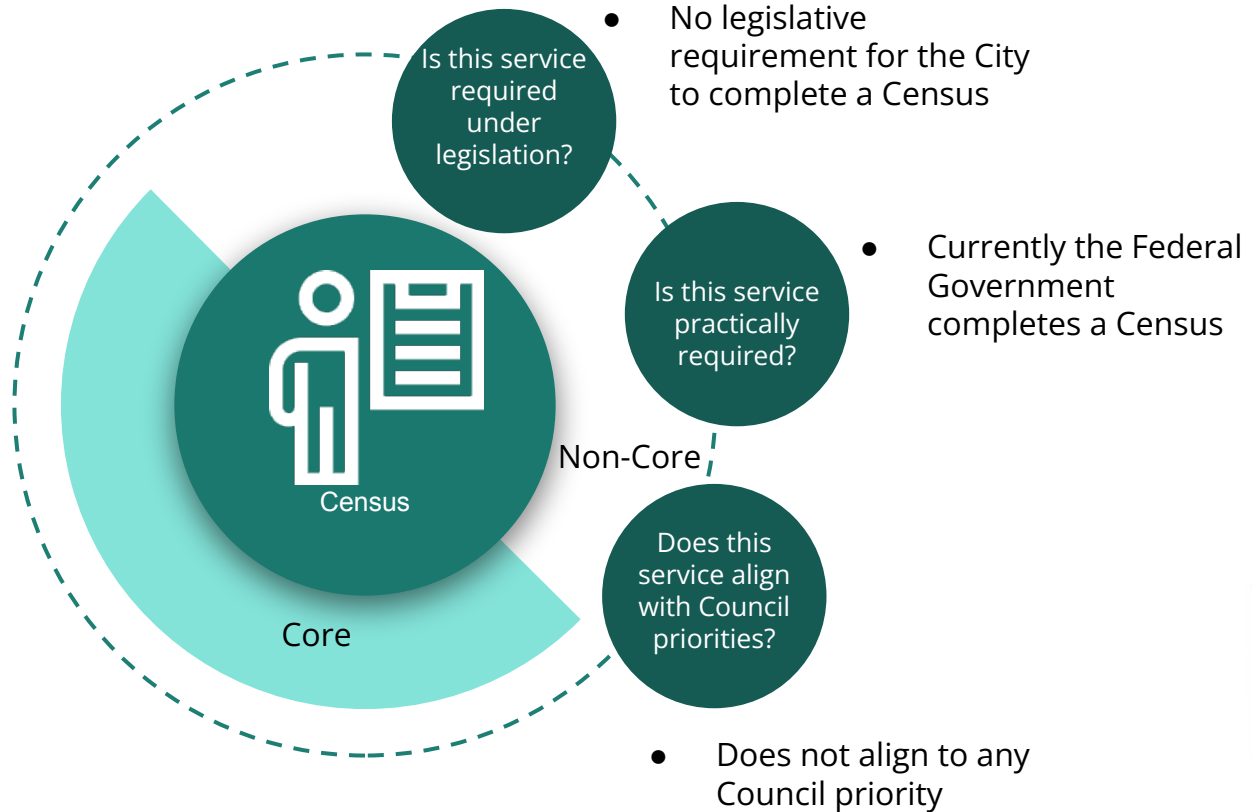 Is this service
required
under
legislation?
● No legislative
requirement for the City
to complete a Census
Is this service
practically
required?
● Currently the Federal
Government
completes a Census
Census
Non-Core
Core
Does this
service align
with Council
priorities?
● Does not align to any
Council priority